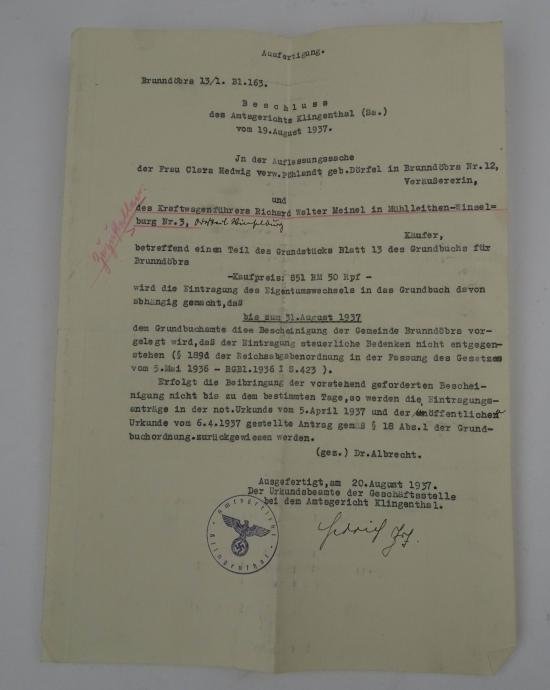 Ausfertigung.
Brunndöbra 13/1. Bl.163.
Beschluss
des Amtsgerichts Klingenthal (Sa.)
vom 19.August 1937.
Jn der Auflassungssache
der Frau Clara Hedwig verw.Pöhlandt geb.Dörfel in Brunndöbra Nr.12,
Veräussererin,
und
des Kraftwagenführers Richard Walter Meinel in Mühlleithen-Winsel=
burg Nr.3,
Käufer,
betreffend einen Teil des Grundstücks Blatt 13 des Grundbuchs für
Brunndöbra
-Kaufpreis: 851 RM 50 Rpf -
wird die Eintragung des Eigentumswechsels in das Grundbuch davon
abhängig gemacht,daß
bis zum 31.August 1937
dem Grundbuchamte diee Bescheinigung der Gemeinde Brunndöbra vor-
gelegt wird,daß der Eintragung steuerliche Bedenken nicht entgegen-
stehen (§ 189d der Reichsabgabenordnung in der Fassung des Gesetzes
vom 5.Mai 1936 - RGBl.1936 I S.423 ).
Erfolgt die Beibringung der vorstehend geforderten Beschei-
nigung nicht bis zu dem bestimmten Tage,so werden die Eintragungs-
anträge in der not.Urkunde vom 5.April 1937 und der öffentlichen
Urkunde vom 6.4.1937 gestellte Antrag gemäß § 18 Abs.1 der Grund-
buchordnung.zurückgewiesen werden.
(gez.) Dr.Albrecht.
Ausgefertigt,am 20.August 1937.
Der Urkundsbeamte der Geschäftsstelle
bei dem Amtsgericht Klingenthal.
Amtsgericht
Klingenthal